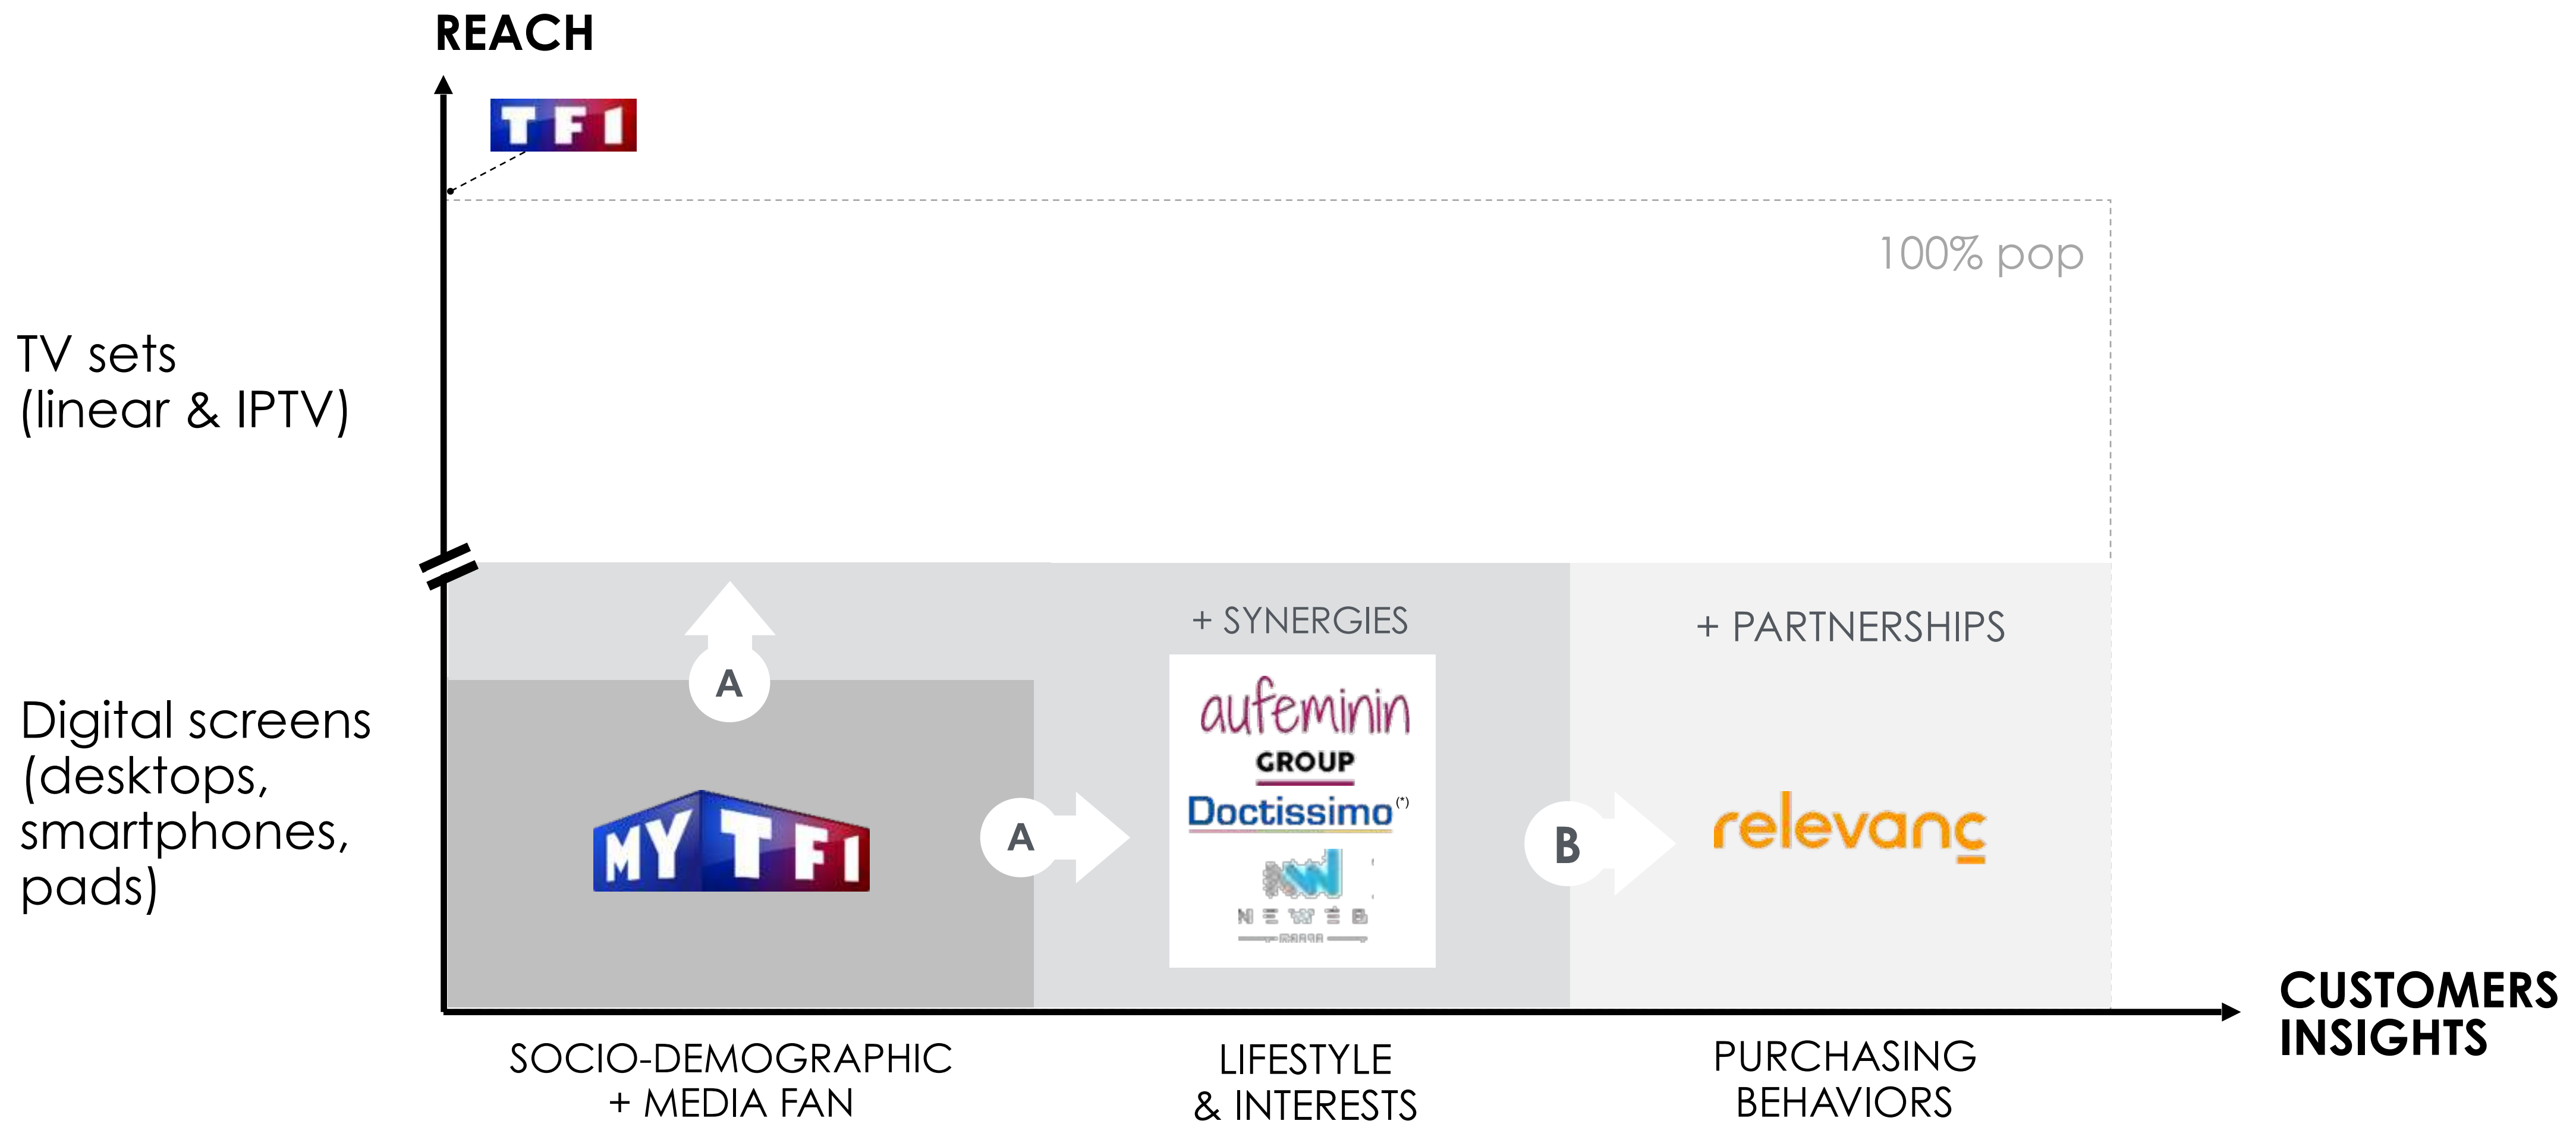 REACH
TF1
100% pop
TV sets
(linear & IPTV)
+ SYNERGIES
+ PARTNERSHIPS
A
aufeminin
GROUP
Digital screens
(desktops,
smartphones,
pads)
MYTF1
A
Doctissimo(*)
B
relevanc
NEWEB
CUSTOMERS
INSIGHTS
SOCIO-DEMOGRAPHIC
+ MEDIA FAN
LIFESTYLE
& INTERESTS
PURCHASING
BEHAVIORS